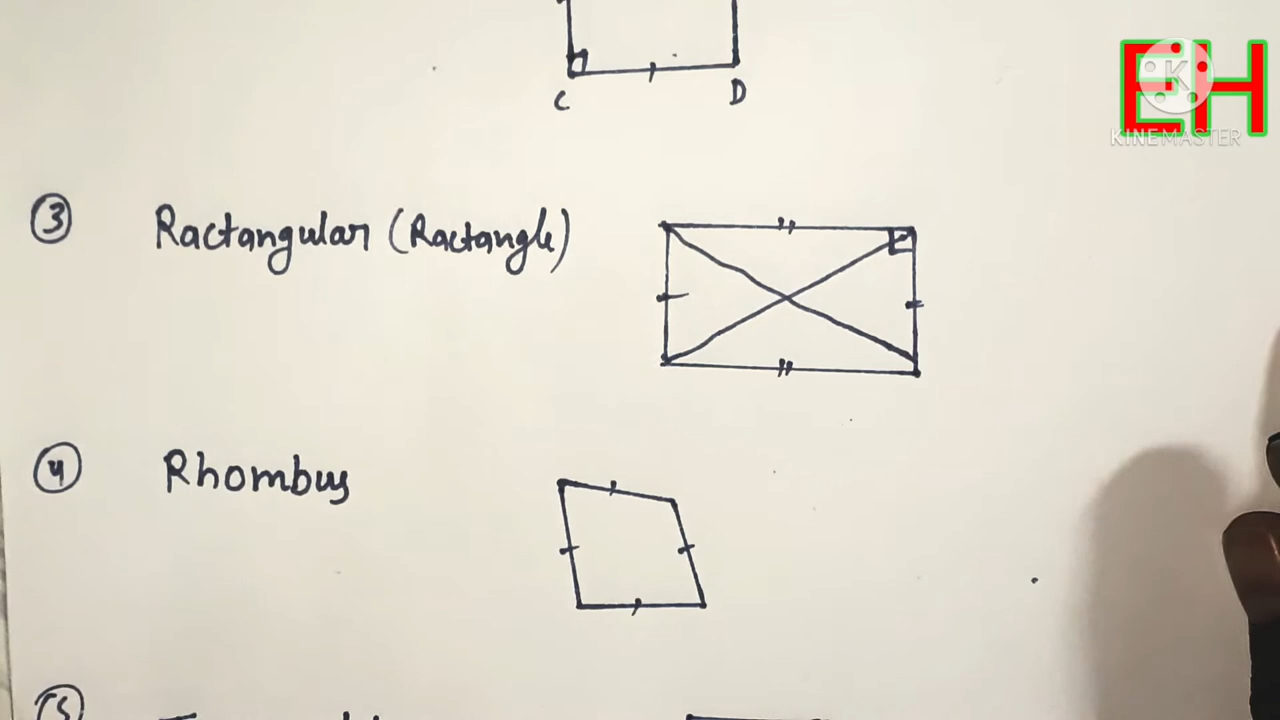 C D
EH
K
KINEMASTER
③ Ractangular (Ractangle)
④ Rhombus